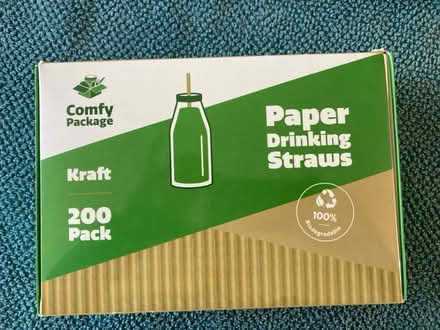 Comfy
Package
Kraft
200
Pack
Paper
Drinking
Straws
100%
Biodegradable